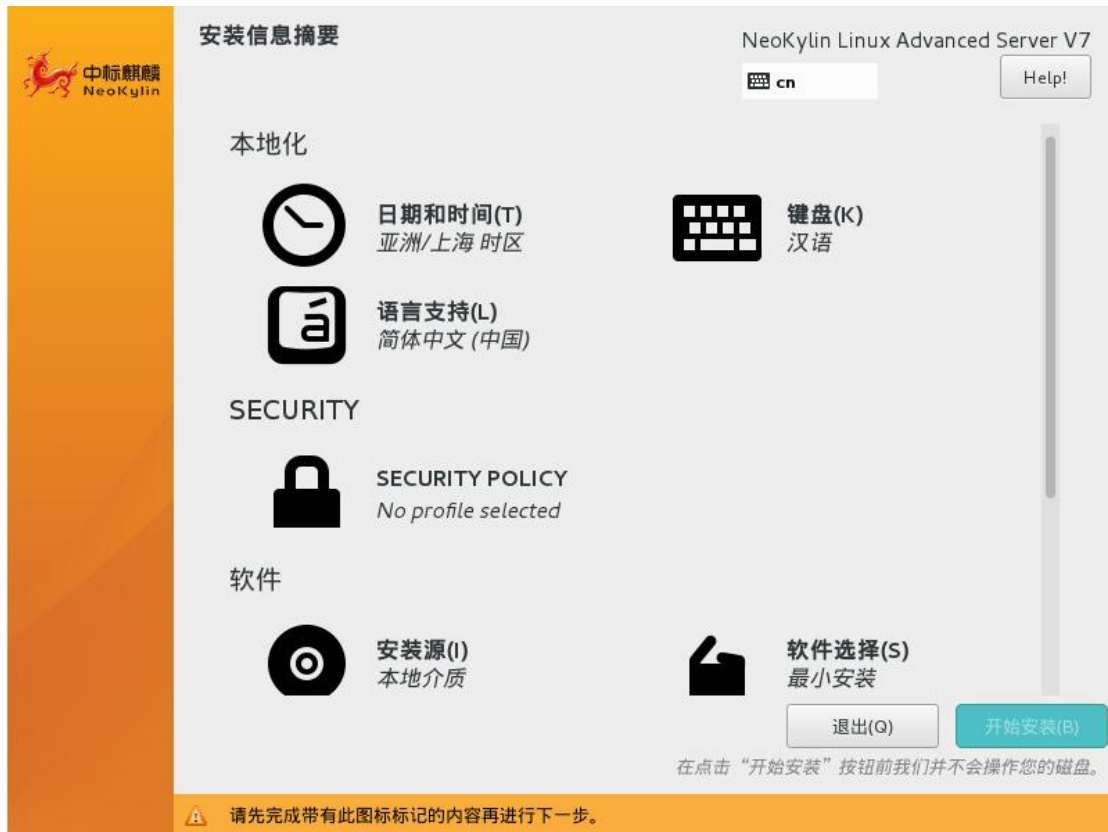 安装信息摘要
NeoKylin Linux Advanced Server V7
中标麒麟
NeoKylin
cn
Help!
本地化
日期和时间(T)
亚洲/上海 时区
键盘(K)
汉语
á
语言支持(L)
简体中文 (中国)
SECURITY
SECURITY POLICY
No profile selected
软件
安装源(I)
本地介质
软件选择(S)
最小安装
退出(Q)
开始安装(B)
在点击“开始安装”按钮前我们并不会操作您的磁盘。
请先完成带有此图标标记的内容再进行下一步。